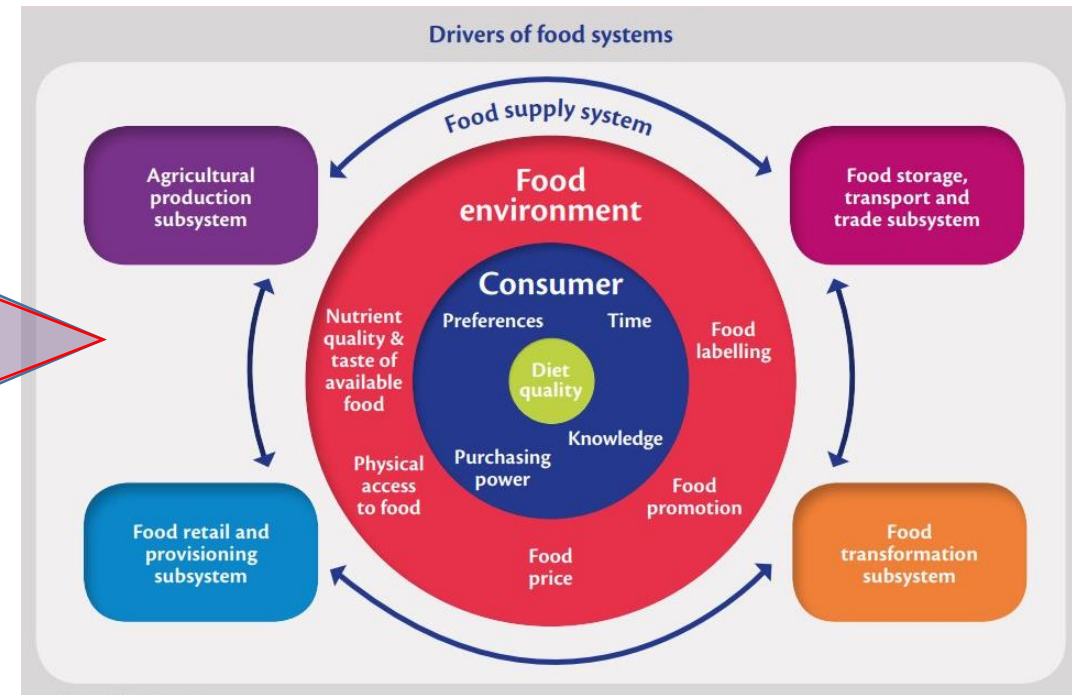 Drivers of food systems
Food supply system
Agricultural
production
subsystem
Food storage,
transport and
trade subsystem
Food
environment
Consumer
Preferences
Time
Nutrient
quality &
taste of
available
food
Food
labelling
Diet
quality
Knowledge
Purchasing
power
Physical
access
to food
Food
promotion
Food
price
Food retail and
provisioning
subsystem
Food
transformation
subsystem